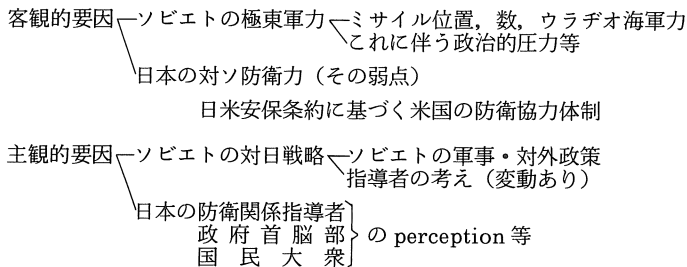 客観的要因 ソビエトの極東軍力 ミサイル位置，数，ウラヂオ海軍力
これに伴う政治的圧力等
日本の対ソ防衛力（その弱点）
日米安保条約に基づく米国の防衛協力体制
主観的要因 ソビエトの対日戦略 ソビエトの軍事・対外政策
指導者の考え（変動あり）
日本の防衛関係指導者
政府首脳部 の perception 等
国民大衆